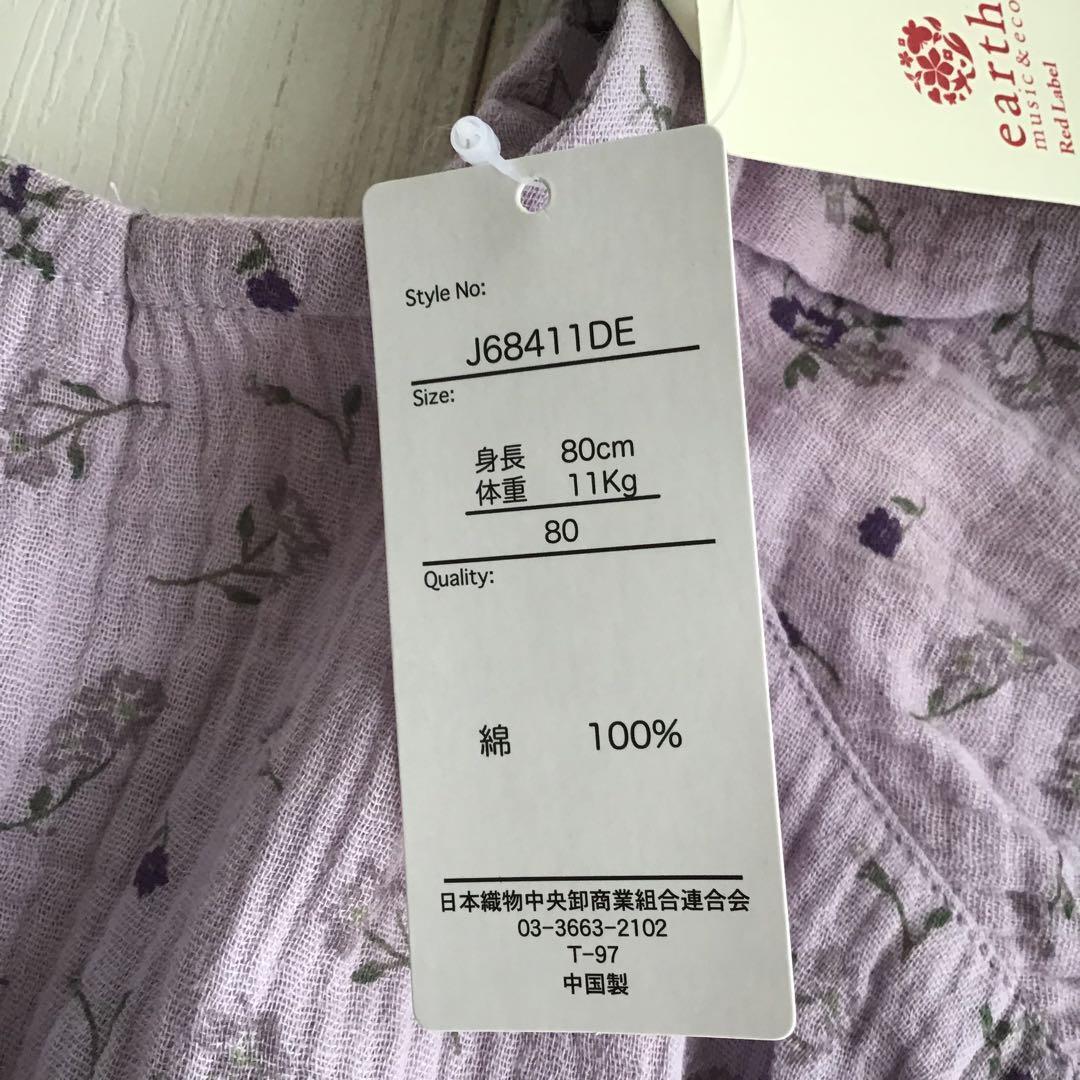 earth
music & eco
Red Label
Style No:
J68411DE
Size:
身長 80cm
体重 11Kg
80
Quality:
綿 100%
日本織物中央卸商業組合連合会
03-3663-2102
T-97
中国製